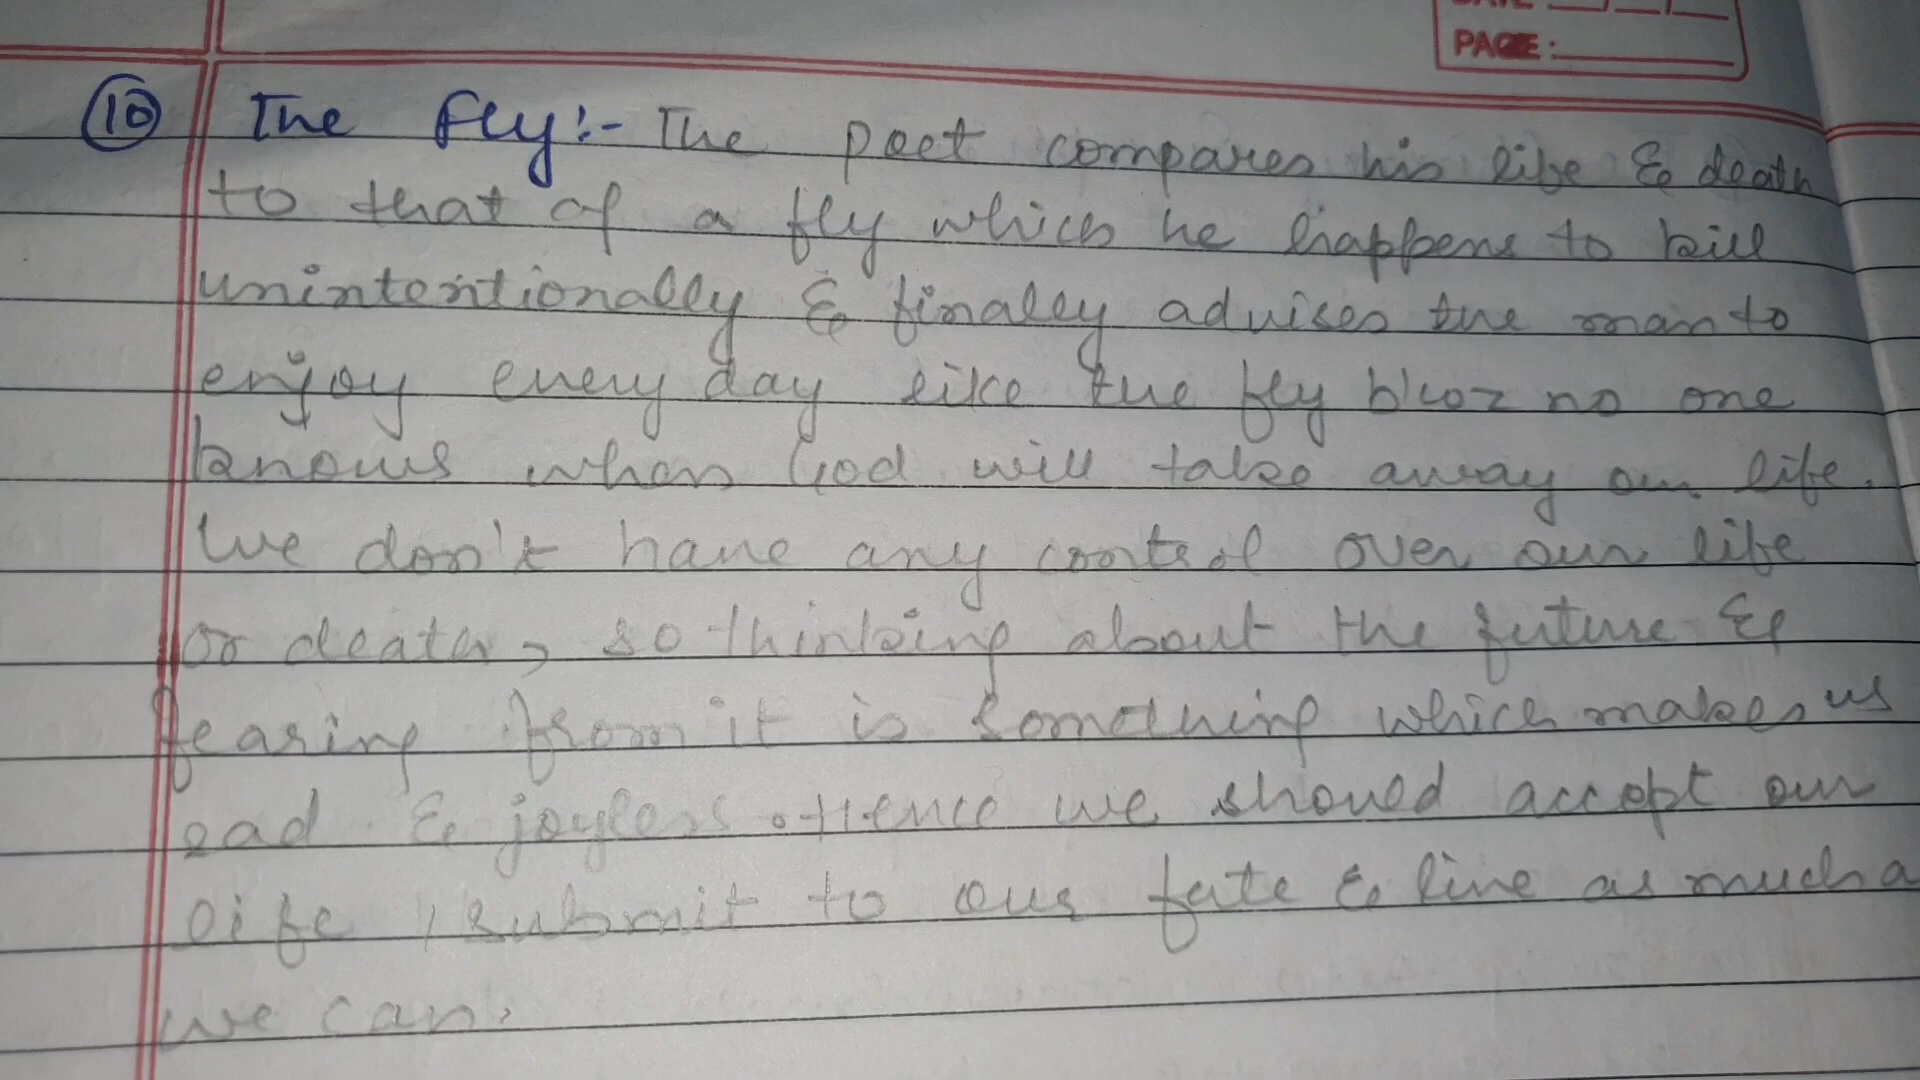 DATE __/__/__
PAGE:
10 The Fly:- The poet compares his life & death
to that of a fly which he happens to kill
unintentionally & finally advises the man to
enjoy every day like the fly b'coz no one
knows when God will take away our life.
We don't have any control over our life
or death, so thinking about the future &
fearing from it is something which makes us
sad & joyless. Hence we should accept our
life, submit to our fate & live as much a
we can.